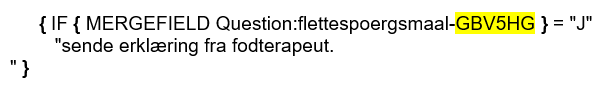 { IF { MERGEFIELD Question:flettespoergsmaal-GBV5HG } = "J"
"sende erklæring fra fodterapeut.
" }